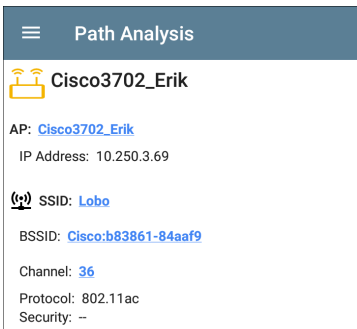 Path Analysis
Cisco3702_Erik
AP: Cisco3702_Erik
IP Address: 10.250.3.69
SSID: Lobo
BSSID: Cisco:b83861-84aaf9
Channel: 36
Protocol: 802.11ac
Security: --